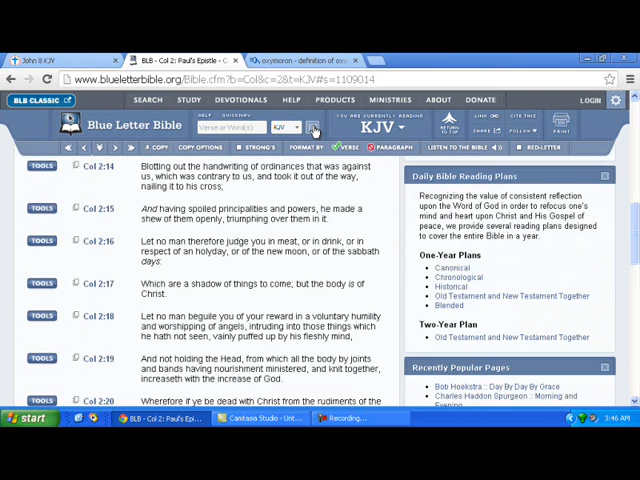 John 8 KJV
BLB - Col 2: Paul's Epistle -
oxymoron - definition of oxy
www.blueletterbible.org/Bible.cfm?b=Col&c=2&t=KJV#s=1109014
BLB CLASSIC
SEARCH STUDY DEVOTIONALS HELP PRODUCTS MINISTRIES ABOUT DONATE
LOGIN
Blue Letter Bible
HELP QUICKNAV
Verse or Word(s)
KJV
YOU ARE CURRENTLY READING
KJV
RETURN TO TOP
LINK
CITE THIS
SHARE
FOLLOW
PRINT
COPY COPY OPTIONS STRONG'S FORMAT BY VERSE PARAGRAPH LISTEN TO THE BIBLE RED-LETTER
TOOLS Col 2:14 Blotting out the handwriting of ordinances that was against
us, which was contrary to us, and took it out of the way,
nailing it to his cross;
TOOLS Col 2:15 And having spoiled principalities and powers, he made a
shew of them openly, triumphing over them in it.
TOOLS Col 2:16 Let no man therefore judge you in meat, or in drink, or in
respect of an holyday, or of the new moon, or of the sabbath
days:
TOOLS Col 2:17 Which are a shadow of things to come; but the body is of
Christ.
TOOLS Col 2:18 Let no man beguile you of your reward in a voluntary humility
and worshipping of angels, intruding into those things which
he hath not seen, vainly puffed up by his fleshly mind,
TOOLS Col 2:19 And not holding the Head, from which all the body by joints
and bands having nourishment ministered, and knit together,
increaseth with the increase of God.
TOOLS Col 2:20 Wherefore if ye be dead with Christ from the rudiments of the
Daily Bible Reading Plans
Recognizing the value of consistent reflection
upon the Word of God in order to refocus one's
mind and heart upon Christ and His Gospel of
peace, we provide several reading plans designed
to cover the entire Bible in a year.
One-Year Plans
Canonical
Chronological
Historical
Old Testament and New Testament Together
Blended
Two-Year Plan
Old Testament and New Testament Together
Recently Popular Pages
Bob Hoekstra :: Day By Day By Grace
Charles Haddon Spurgeon :: Morning and
Evening
start
BLB - Col 2: Paul's Epi...
Camtasia Studio - Unt...
Recording...
3:46 AM